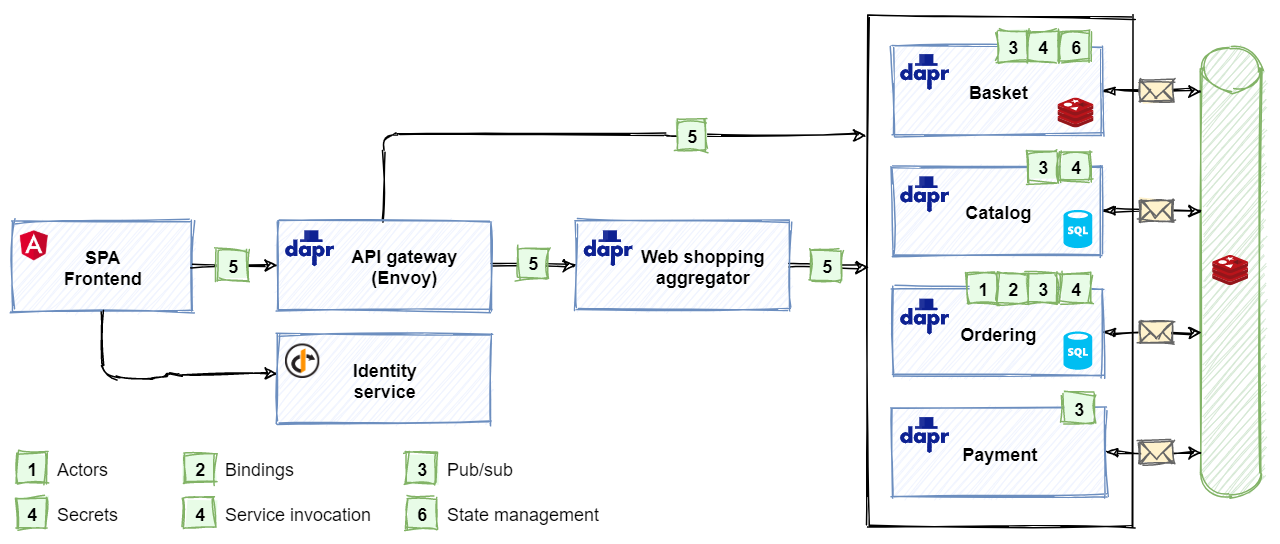 3 4 6
dapr
Basket
5
3 4
dapr
Catalog
SQL
SPA
Frontend
5
dapr
API gateway
(Envoy)
5
dapr
Web shopping
aggregator
5
1 2 3 4
dapr
Ordering
SQL
Identity
service
3
dapr
Payment
1 Actors
2 Bindings
3 Pub/sub
4 Secrets
4 Service invocation
6 State management